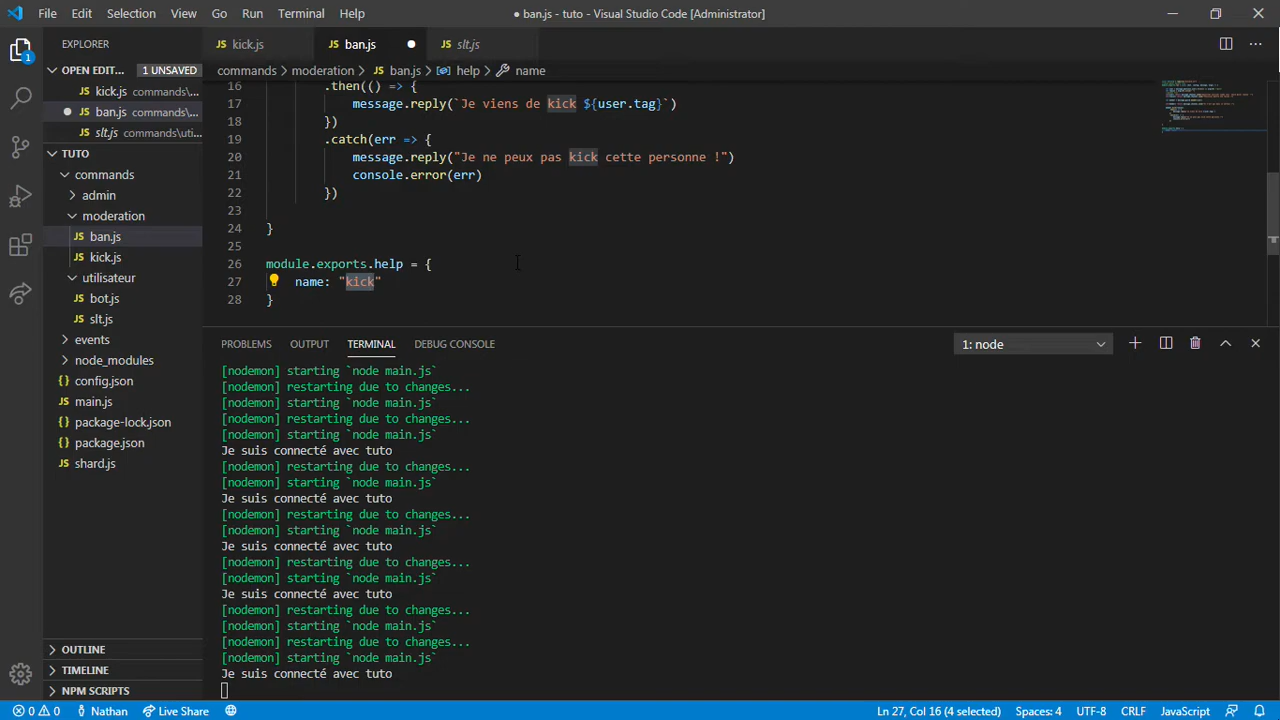 File Edit Selection View Go Run Terminal Help
● ban.js - tuto - Visual Studio Code [Administrator]
EXPLORER
kick.js
ban.js ●
slt.js
OPEN EDIT... 1 UNSAVED
JS kick.js commands\...
● JS ban.js commands\...
JS slt.js commands\uti...
TUTO
commands
admin
moderation
JS ban.js
JS kick.js
utilisateur
JS bot.js
JS slt.js
events
node_modules
{} config.json
JS main.js
{} package-lock.json
{} package.json
JS shard.js
OUTLINE
TIMELINE
NPM SCRIPTS
commands > moderation > JS ban.js > help > name
16 .then(() => {
17 message.reply(`Je viens de kick ${user.tag}`)
18 })
19 .catch(err => {
20 message.reply("Je ne peux pas kick cette personne !")
21 console.error(err)
22 })
23
24 }
25
26 module.exports.help = {
27 name: "kick"
28 }
PROBLEMS OUTPUT TERMINAL DEBUG CONSOLE
1: node
[nodemon] starting `node main.js`
[nodemon] restarting due to changes...
[nodemon] starting `node main.js`
[nodemon] restarting due to changes...
[nodemon] starting `node main.js`
Je suis connecté avec tuto
[nodemon] restarting due to changes...
[nodemon] starting `node main.js`
Je suis connecté avec tuto
[nodemon] restarting due to changes...
[nodemon] starting `node main.js`
Je suis connecté avec tuto
[nodemon] restarting due to changes...
[nodemon] starting `node main.js`
Je suis connecté avec tuto
[nodemon] restarting due to changes...
[nodemon] starting `node main.js`
[nodemon] restarting due to changes...
[nodemon] starting `node main.js`
Je suis connecté avec tuto
0 0 Nathan Live Share
Ln 27, Col 16 (4 selected) Spaces: 4 UTF-8 CRLF JavaScript